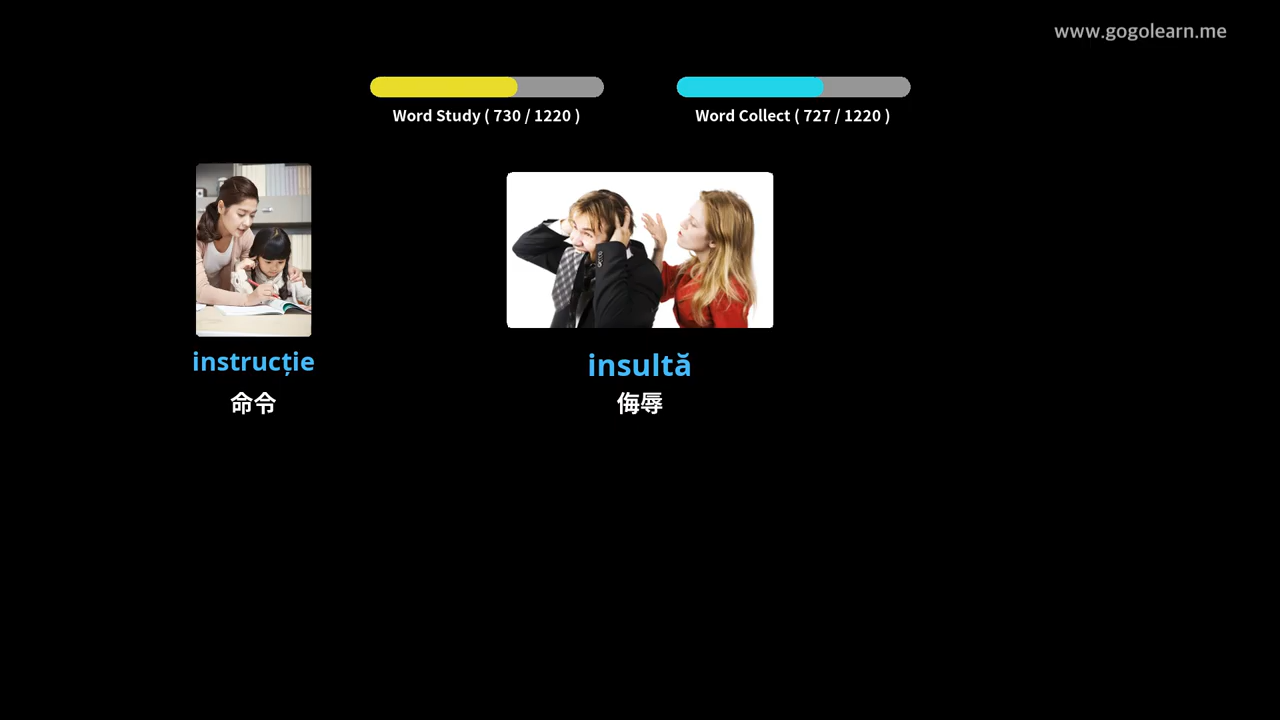 www.gogolearn.me
Word Study ( 730 / 1220 )
Word Collect ( 727 / 1220 )
instrucție
命令
insultă
侮辱